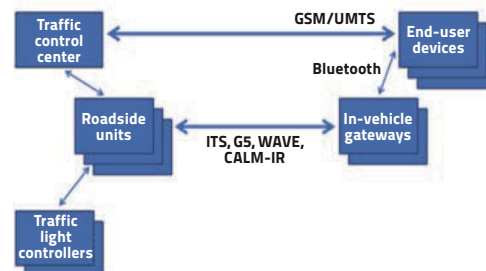 Traffic
control
center
GSM/UMTS
End-user
devices
Bluetooth
Roadside
units
In-vehicle
gateways
ITS, G5, WAVE,
CALM-IR
Traffic
light
controllers